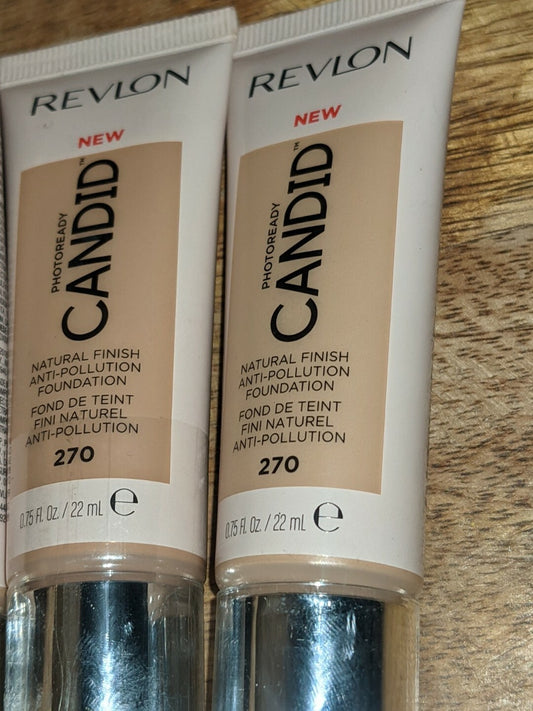 REVLON
NEW
PHOTOREADY
CANDID™
NATURAL FINISH
ANTI-POLLUTION
FOUNDATION
FOND DE TEINT
FINI NATUREL
ANTI-POLLUTION
270
0.75 Fl. Oz. / 22 mL e
REVLON
NEW
PHOTOREADY
CANDID™
NATURAL FINISH
ANTI-POLLUTION
FOUNDATION
FOND DE TEINT
FINI NATUREL
ANTI-POLLUTION
270
0.75 Fl. Oz. / 22 mL e